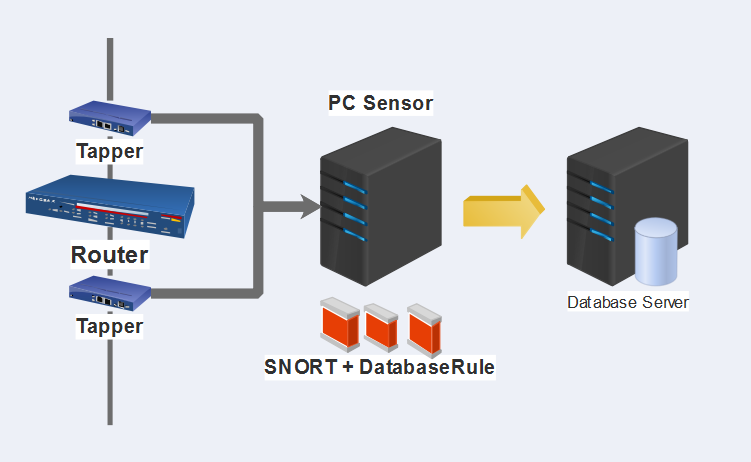 PC Sensor
Tapper
Router
Tapper
Database Server
SNORT + DatabaseRule